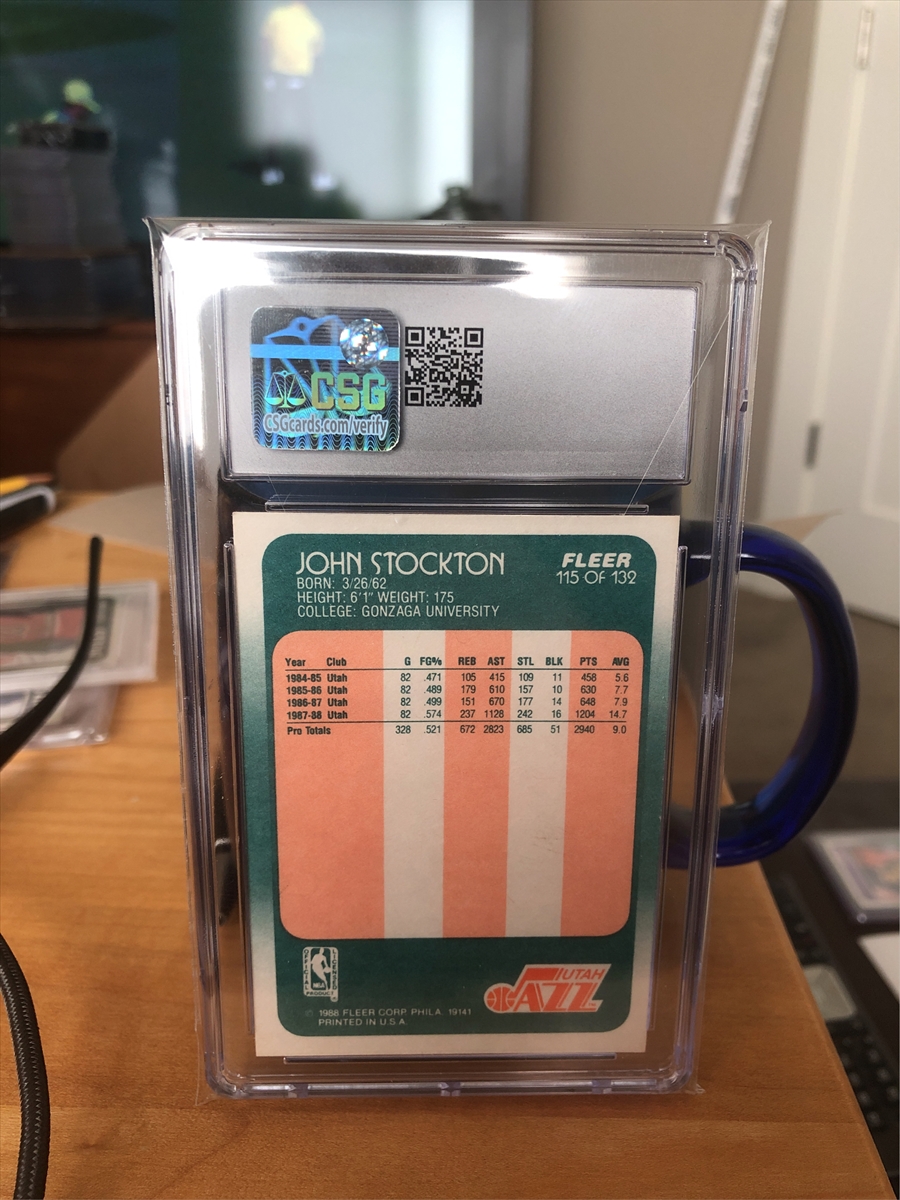 CSG
CSGcards.com/verify
JOHN STOCKTON
BORN: 3/26/62
HEIGHT: 6'1" WEIGHT: 175
COLLEGE: GONZAGA UNIVERSITY
FLEER
115 OF 132
Year Club G FG% REB AST STL BLK PTS AVG
1984-85 Utah 82 .471 105 415 109 11 458 5.6
1985-86 Utah 82 .489 179 610 157 10 630 7.7
1986-87 Utah 82 .499 151 670 177 14 648 7.9
1987-88 Utah 82 .574 237 1128 242 16 1204 14.7
Pro Totals 328 .521 672 2823 685 51 2940 9.0
OFFICIAL
LICENSED
NBA
PRODUCT
UTAH
JAZZ
© 1988 FLEER CORP. PHILA. 19141
PRINTED IN U.S.A.